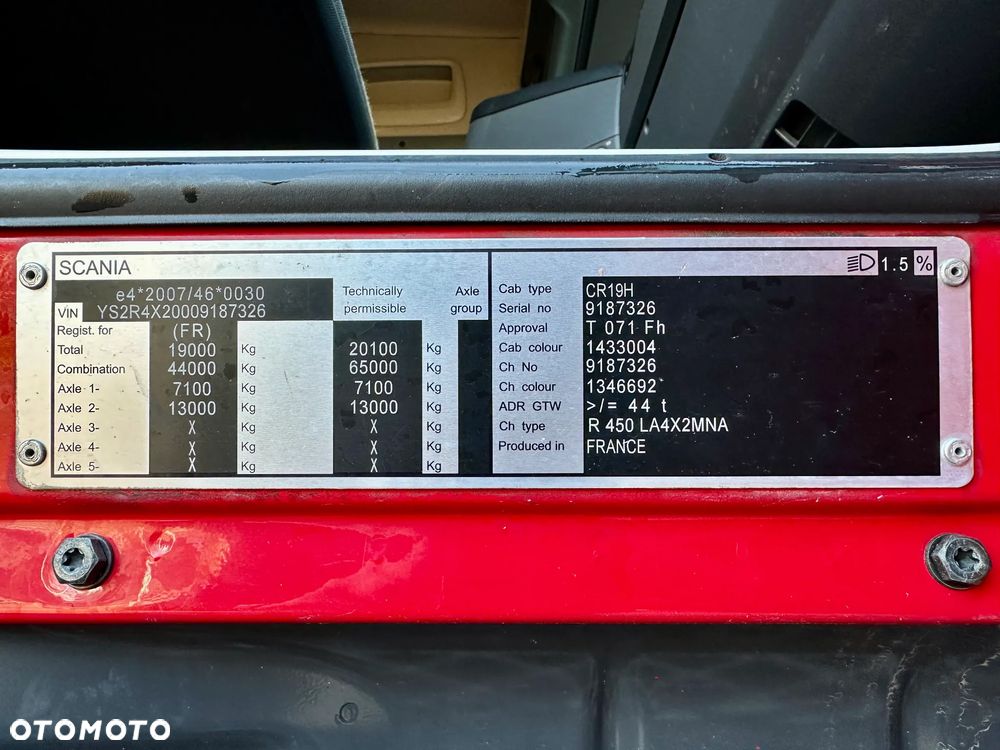 SCANIA
e4*2007/46*0030
VIN YS2R4X20009187326
Technically permissible
Axle group
Regist. for (FR)
Total 19000 Kg 20100 Kg
Combination 44000 Kg 65000 Kg
Axle 1- 7100 Kg 7100 Kg
Axle 2- 13000 Kg 13000 Kg
Axle 3- X Kg X Kg
Axle 4- X Kg X Kg
Axle 5- X Kg X Kg
1.5 %
Cab type CR19H
Serial no 9187326
Approval T 071 Fh
Cab colour 1433004
Ch No 9187326
Ch colour 1346692*
ADR GTW >/= 44 t
Ch type R 450 LA4X2MNA
Produced in FRANCE
OTOMOTO